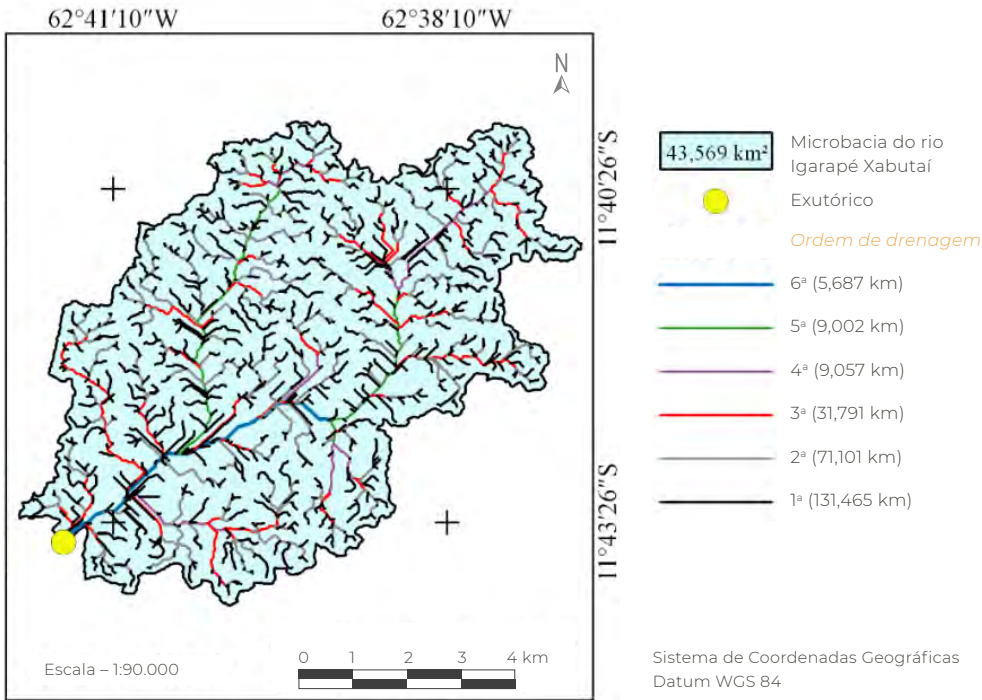 62°41'10"W 62°38'10"W
N
11°40'26"S
11°43'26"S
Escala – 1:90.000
0 1 2 3 4 km
43,569 km²
Microbacia do rio
Igarapé Xabutaí
Exutórico
Ordem de drenagem
6ª (5,687 km)
5ª (9,002 km)
4ª (9,057 km)
3ª (31,791 km)
2ª (71,101 km)
1ª (131,465 km)
Sistema de Coordenadas Geográficas
Datum WGS 84